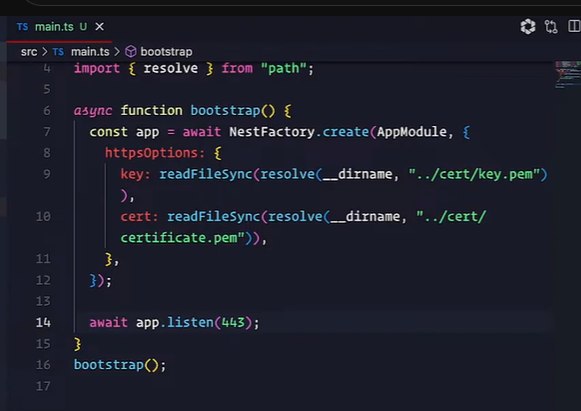 TS main.ts U ×
src > TS main.ts > bootstrap
4 import { resolve } from "path";
5
6 async function bootstrap() {
7 const app = await NestFactory.create(AppModule, {
8 httpsOptions: {
9 key: readFileSync(resolve(__dirname, "../cert/key.pem")
),
10 cert: readFileSync(resolve(__dirname, "../cert/
certificate.pem")),
11 },
12 });
13
14 await app.listen(443);
15 }
16 bootstrap();
17